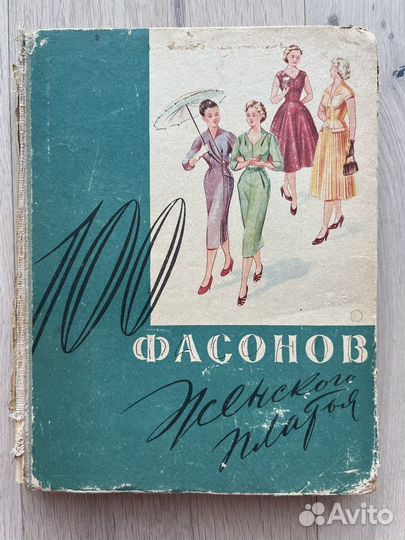 100
ФАСОНОВ
Женского
платья
Avito